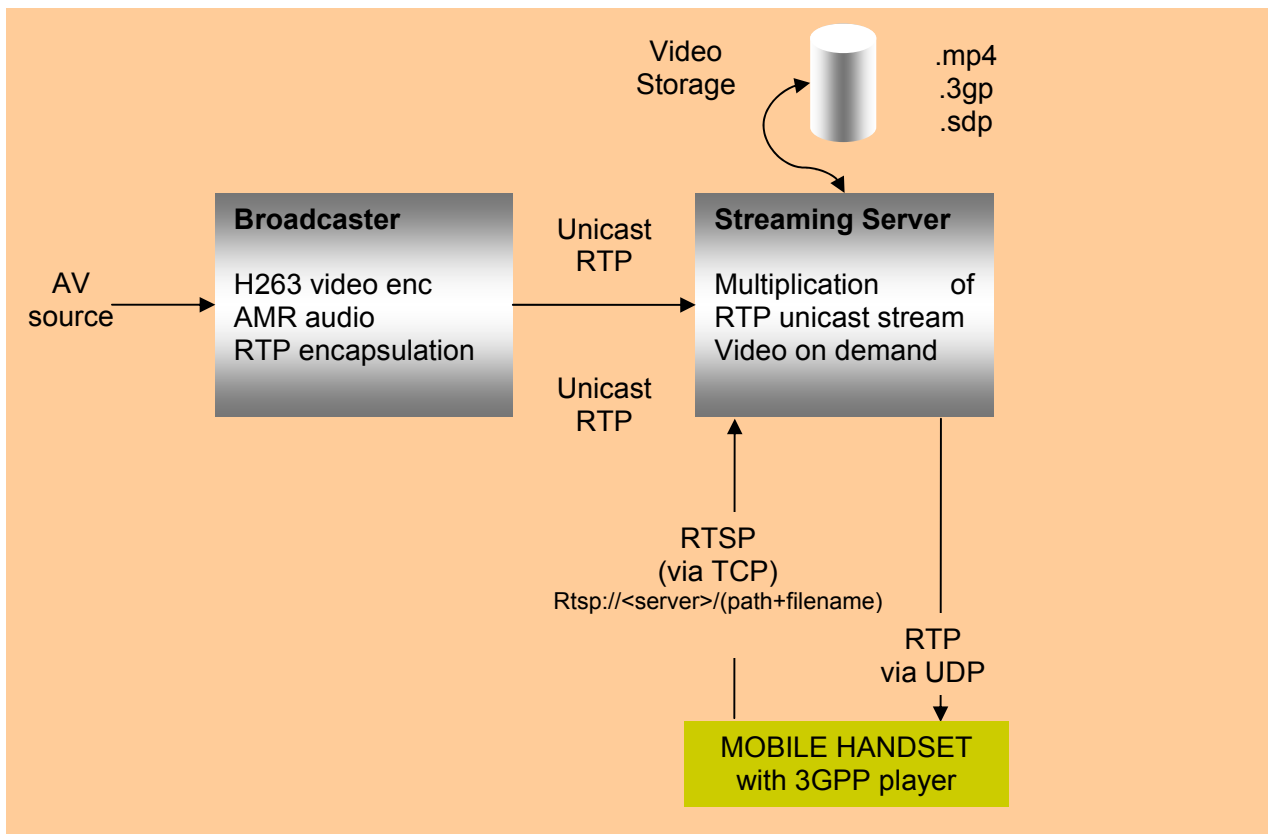 Video
Storage
.mp4
.3gp
.sdp
AV
source
Broadcaster
H263 video enc
AMR audio
RTP encapsulation
Unicast
RTP
Unicast
RTP
Streaming Server
Multiplication of
RTP unicast stream
Video on demand
RTSP
(via TCP)
Rtsp://<server>/(path+filename)
RTP
via UDP
MOBILE HANDSET
with 3GPP player